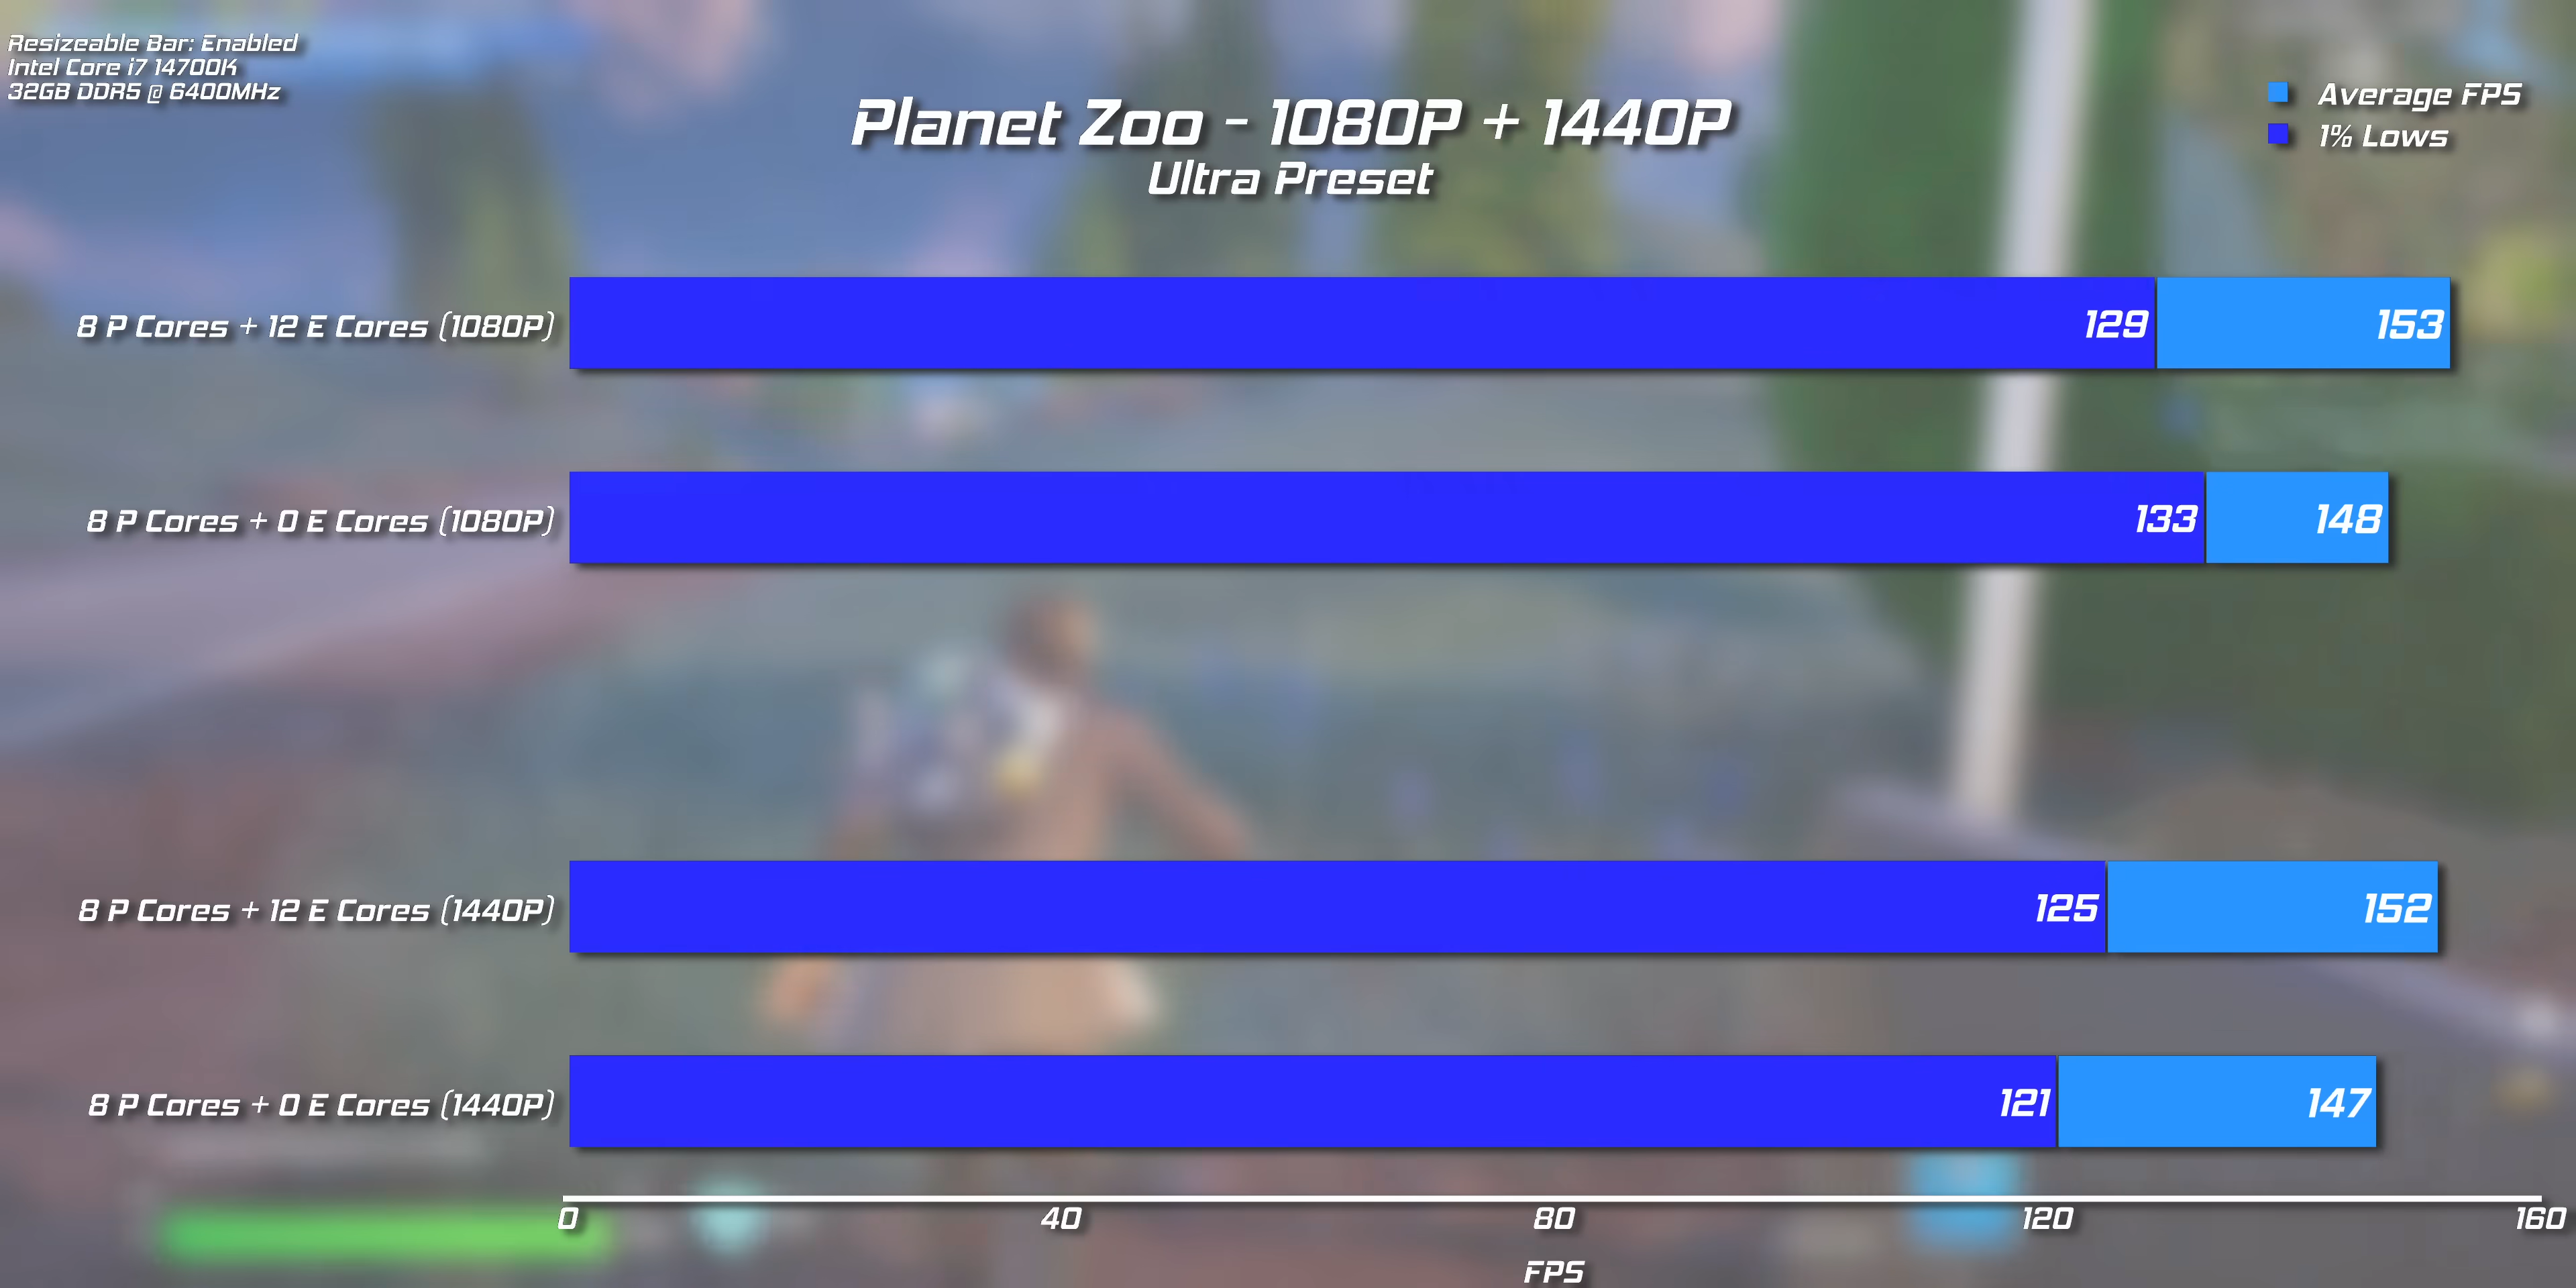 Resizeable Bar: Enabled
Intel Core i7 14700K
32GB DDR5 @ 6400MHz
Planet Zoo - 1080P + 1440P
Ultra Preset
Average FPS
1% Lows
8 P Cores + 12 E Cores (1080P)
129
153
8 P Cores + 0 E Cores (1080P)
133
148
8 P Cores + 12 E Cores (1440P)
125
152
8 P Cores + 0 E Cores (1440P)
121
147
0
40
80
120
160
FPS